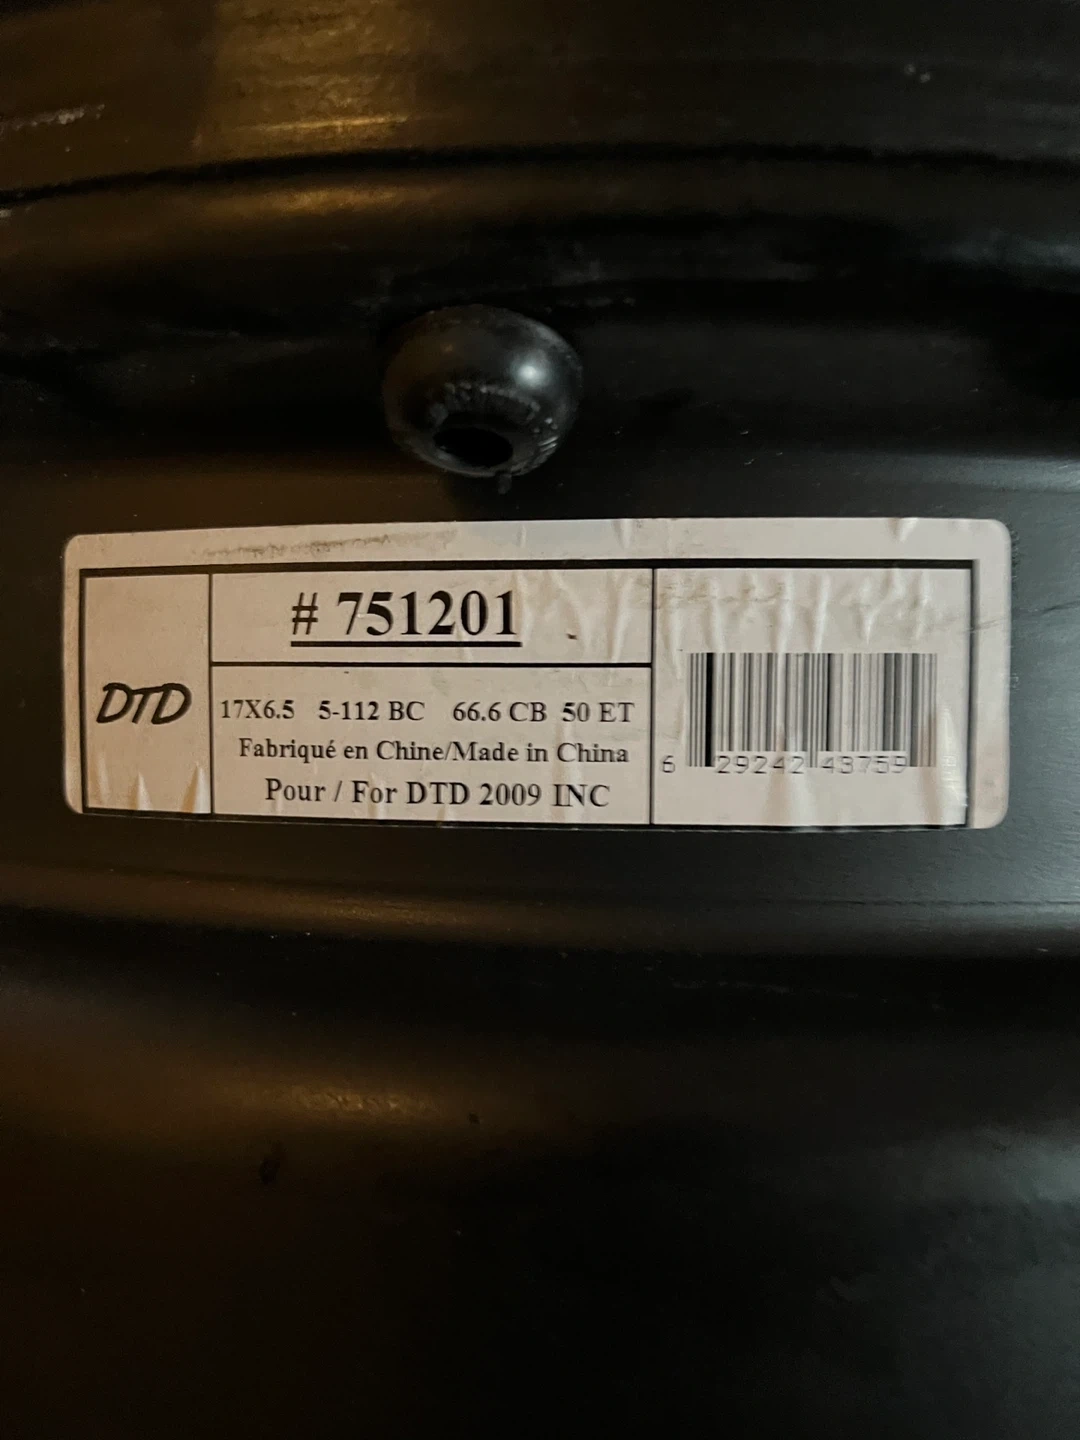 # 751201
DTD
17X6.5 5-112 BC 66.6 CB 50 ET
Fabriqué en Chine/Made in China
Pour / For DTD 2009 INC
6 29242 43759